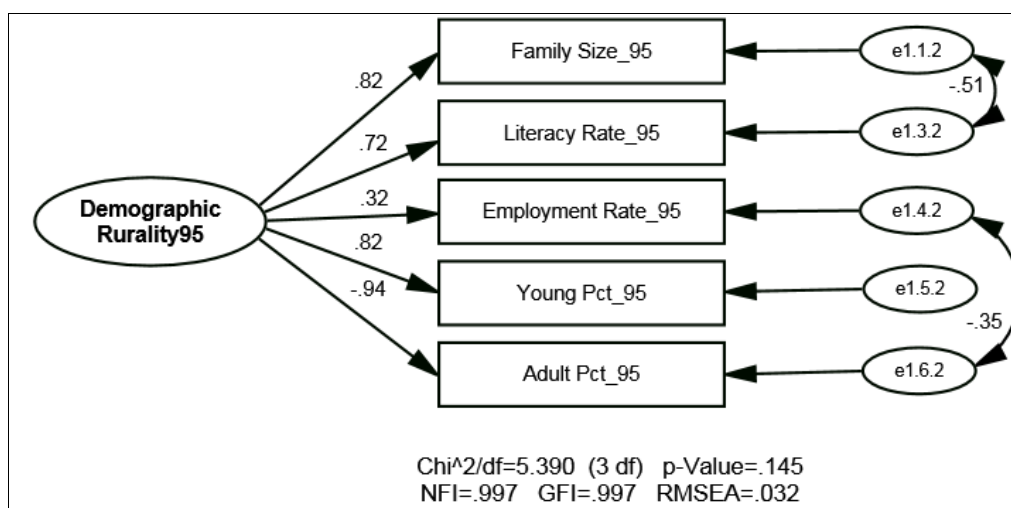 Family Size_95
e1.1.2
.82
-.51
Literacy Rate_95
e1.3.2
.72
Demographic
Rurality95
.32
Employment Rate_95
e1.4.2
.82
Young Pct_95
e1.5.2
-.94
-.35
Adult Pct_95
e1.6.2
Chi^2/df=5.390 (3 df) p-Value=.145
NFI=.997 GFI=.997 RMSEA=.032